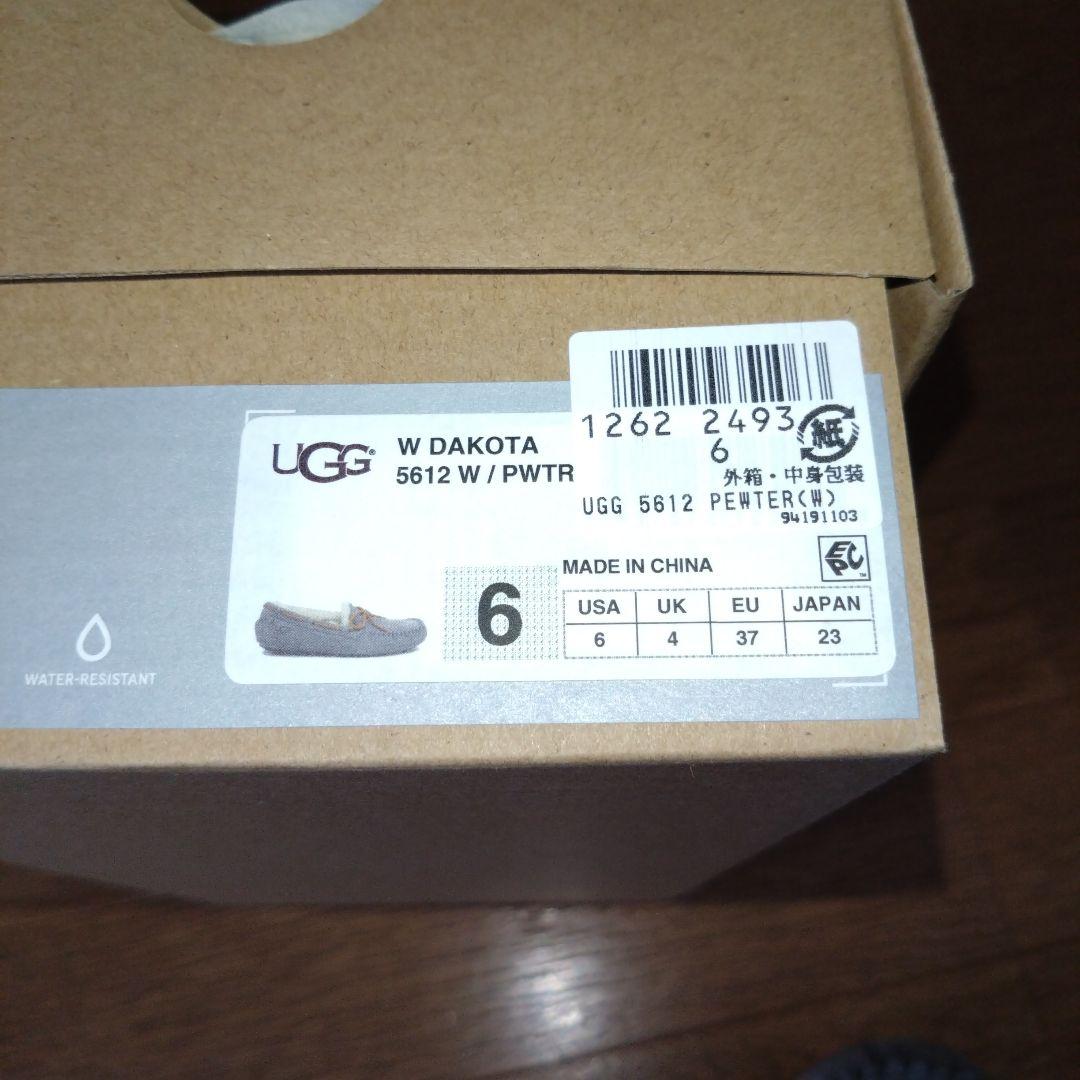 1262 2493
6
紙
外箱・中身包装
UGG 5612 PEWTER(W)
94191103
UGG®
W DAKOTA
5612 W / PWTR
MADE IN CHINA
EPC™
6
USA UK EU JAPAN
6 4 37 23
WATER-RESISTANT